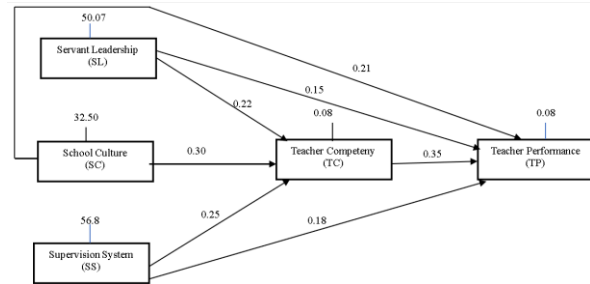 50.07
Servant Leadership
(SL)
0.21
0.15
0.22
32.50
School Culture
(SC)
0.30
0.08
Teacher Competeny
(TC)
0.35
0.08
Teacher Performance
(TP)
56.8
Supervision System
(SS)
0.25
0.18